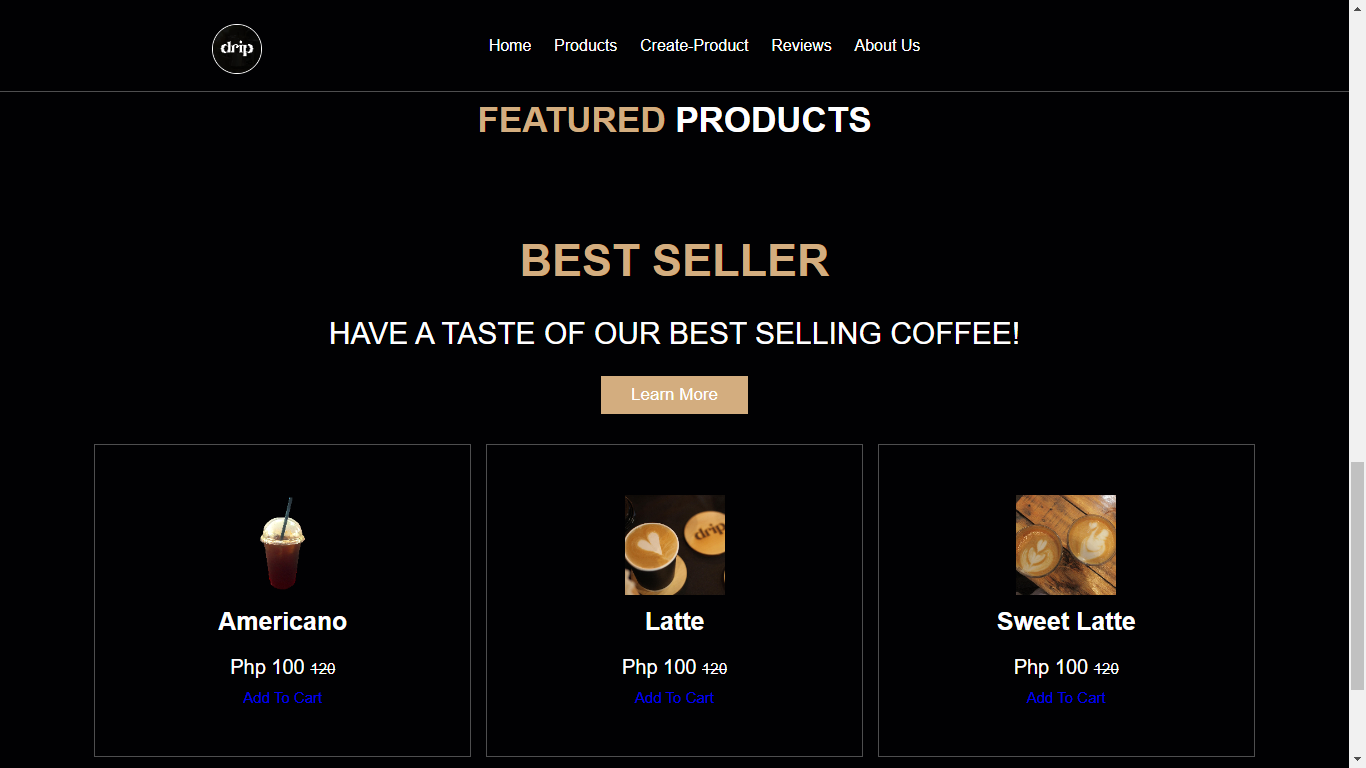 drip
Home Products Create-Product Reviews About Us
FEATURED PRODUCTS
BEST SELLER
HAVE A TASTE OF OUR BEST SELLING COFFEE!
Learn More
drip
Americano
Latte
Sweet Latte
Php 100 120
Php 100 120
Php 100 120
Add To Cart
Add To Cart
Add To Cart